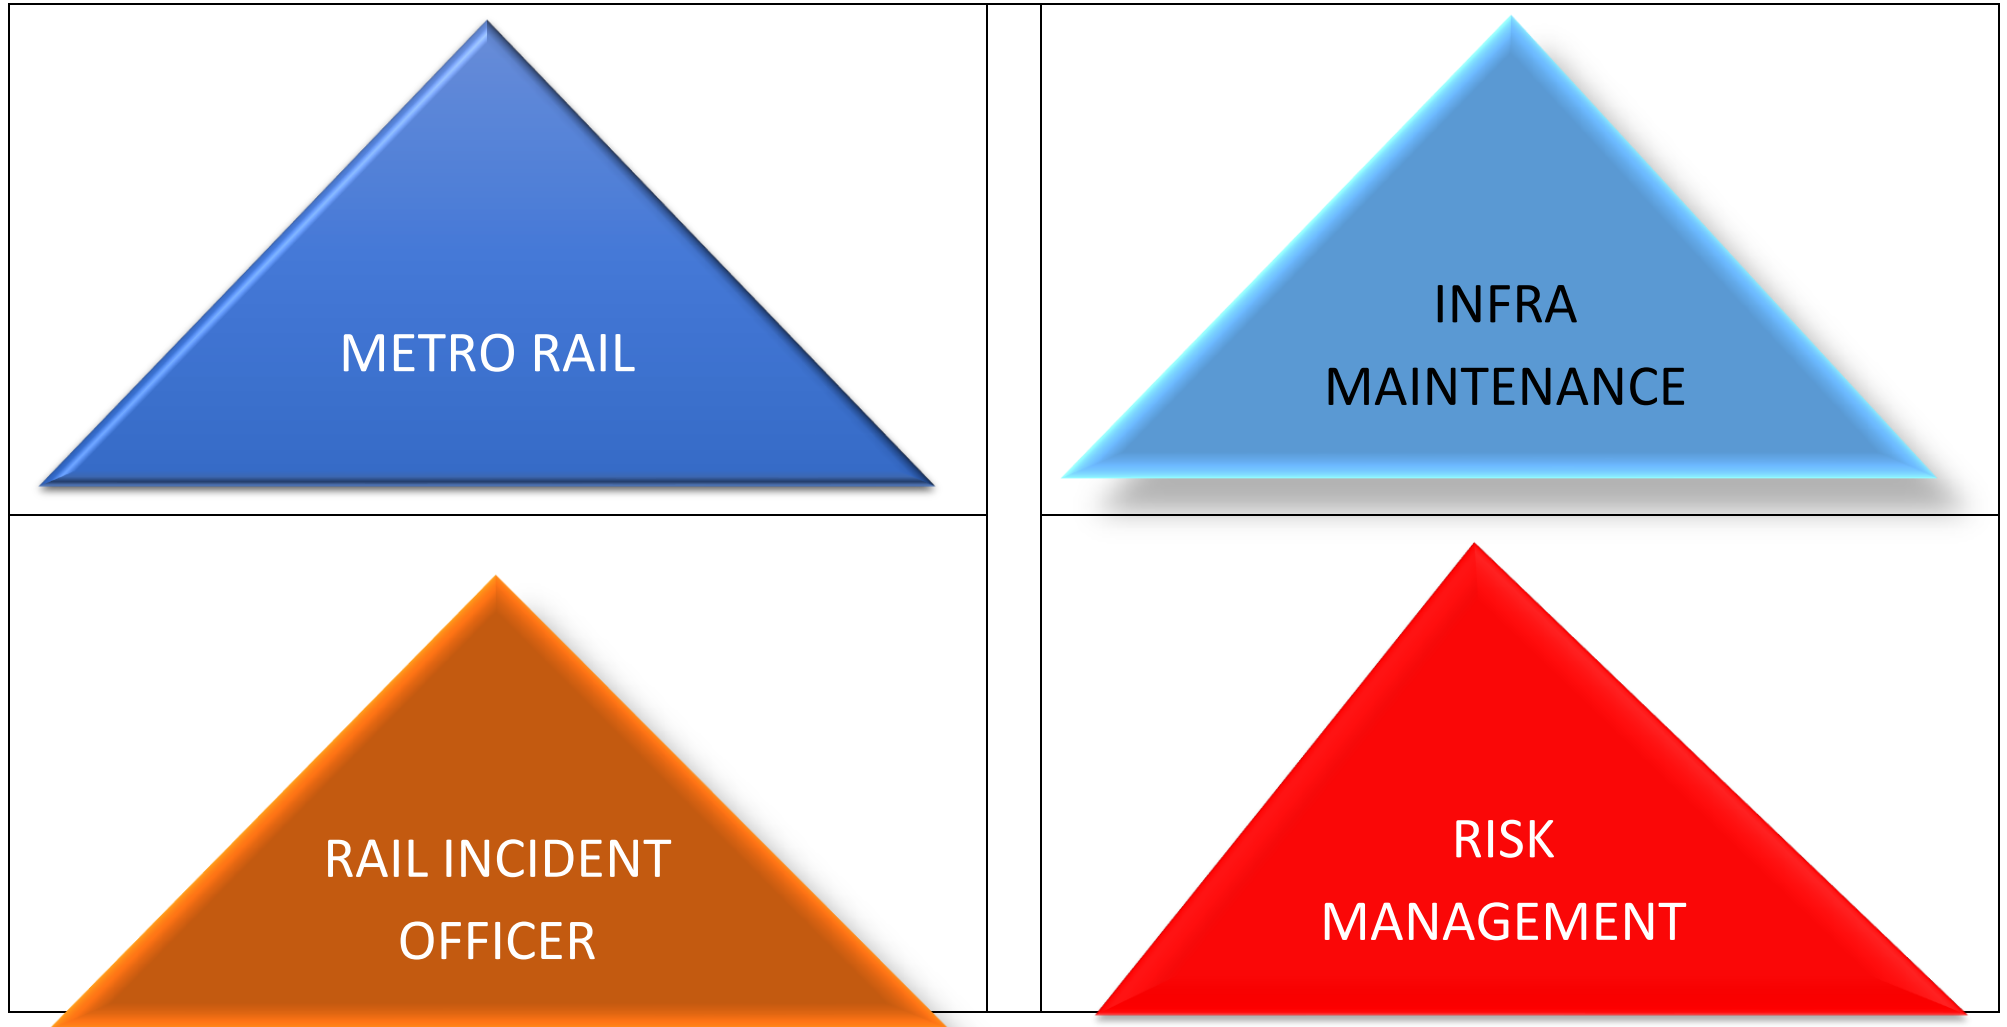 METRO RAIL
INFRA
MAINTENANCE
RAIL INCIDENT
OFFICER
RISK
MANAGEMENT